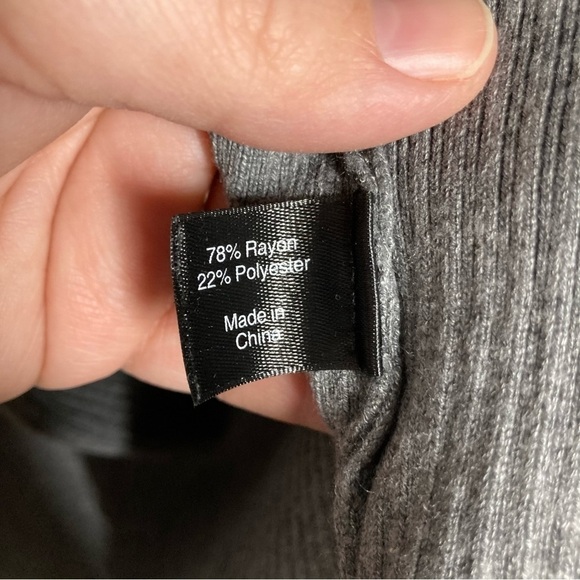 78% Rayon
22% Polyester
Made in
China